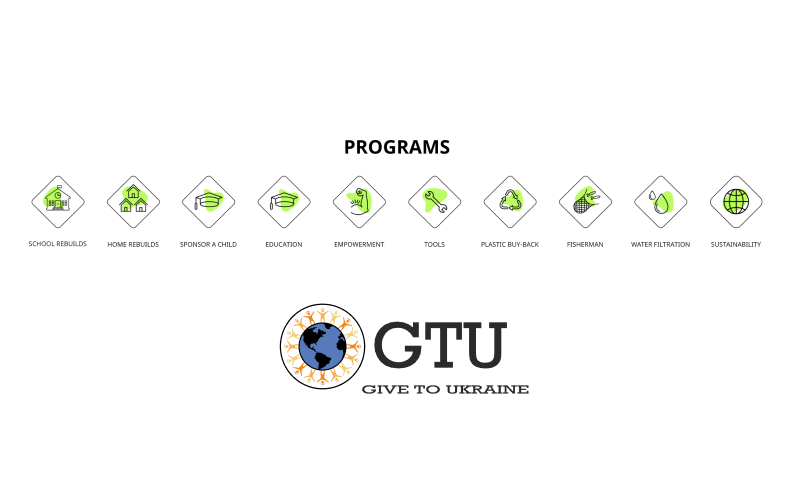 PROGRAMS
SCHOOL REBUILDS
HOME REBUILDS
SPONSOR A CHILD
EDUCATION
EMPOWERMENT
TOOLS
PLASTIC BUY-BACK
FISHERMAN
WATER FILTRATION
SUSTAINABILITY
GTU
GIVE TO UKRAINE